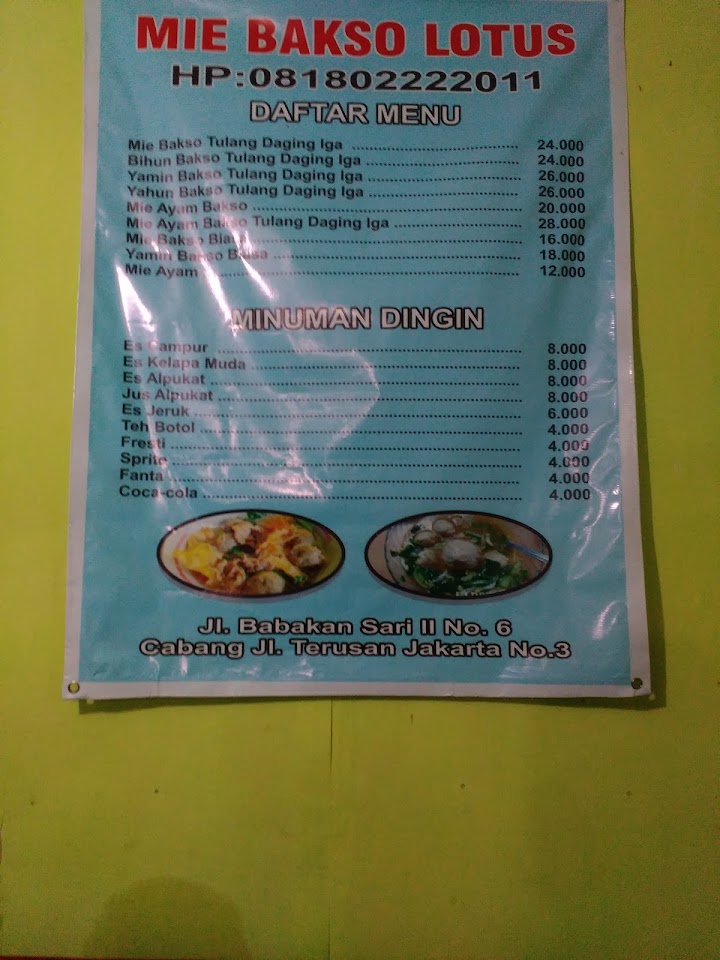 MIE BAKSO LOTUS
HP:081802222011
DAFTAR MENU
Mie Bakso Tulang Daging Iga 24.000
Bihun Bakso Tulang Daging Iga 24.000
Yamin Bakso Tulang Daging Iga 26.000
Yahun Bakso Tulang Daging Iga 26.000
Mie Ayam Bakso 20.000
Mie Ayam Bakso Tulang Daging Iga 28.000
Mie Bakso Biasa 16.000
Yamin Bakso Baisa 18.000
Mie Ayam 12.000
MINUMAN DINGIN
Es Campur 8.000
Es Kelapa Muda 8.000
Es Alpukat 8.000
Jus Alpukat 8.000
Es Jeruk 6.000
Teh Botol 4.000
Fresti 4.000
Sprite 4.000
Fanta 4.000
Coca-cola 4.000
Jl. Babakan Sari II No. 6
Cabang Jl. Terusan Jakarta No.3